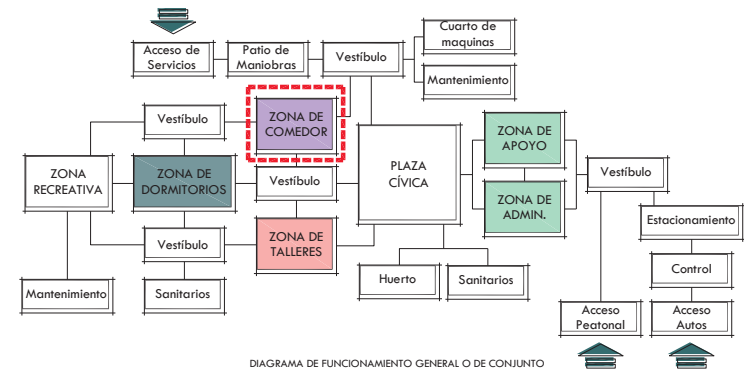 Acceso de
Servicios
Patio de
Maniobras
Vestíbulo
Cuarto de
maquinas
Mantenimiento
Vestíbulo
ZONA DE
COMEDOR
ZONA DE
APOYO
ZONA
RECREATIVA
ZONA DE
DORMITORIOS
Vestíbulo
PLAZA
CÍVICA
Vestíbulo
ZONA DE
ADMIN.
Vestíbulo
ZONA DE
TALLERES
Estacionamiento
Mantenimiento
Sanitarios
Huerto
Sanitarios
Control
Acceso
Peatonal
Acceso
Autos
DIAGRAMA DE FUNCIONAMIENTO GENERAL O DE CONJUNTO